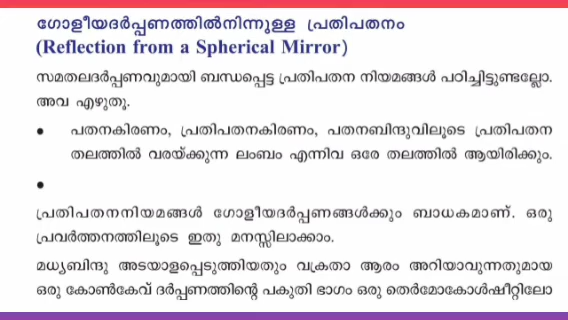 ഗോളീയദർപ്പണത്തിൽനിന്നുള്ള പ്രതിപതനം
(Reflection from a Spherical Mirror)
സമതലദർപ്പണവുമായി ബന്ധപ്പെട്ട പ്രതിപതന നിയമങ്ങൾ പഠിച്ചിട്ടുണ്ടല്ലോ.
അവ എഴുതൂ.
• പതനകിരണം, പ്രതിപതനകിരണം, പതനബിന്ദുവിലൂടെ പ്രതിപതന
തലത്തിൽ വരയ്ക്കുന്ന ലംബം എന്നിവ ഒരേ തലത്തിൽ ആയിരിക്കും.
•
പ്രതിപതനനിയമങ്ങൾ ഗോളീയദർപ്പണങ്ങൾക്കും ബാധകമാണ്. ഒരു
പ്രവർത്തനത്തിലൂടെ ഇതു മനസ്സിലാക്കാം.
മധ്യബിന്ദു അടയാളപ്പെടുത്തിയതും വക്രതാ ആരം അറിയാവുന്നതുമായ
ഒരു കോൺകേവ് ദർപ്പണത്തിന്റെ പകുതി ഭാഗം ഒരു തെർമോകോൾഷീറ്റിലോ